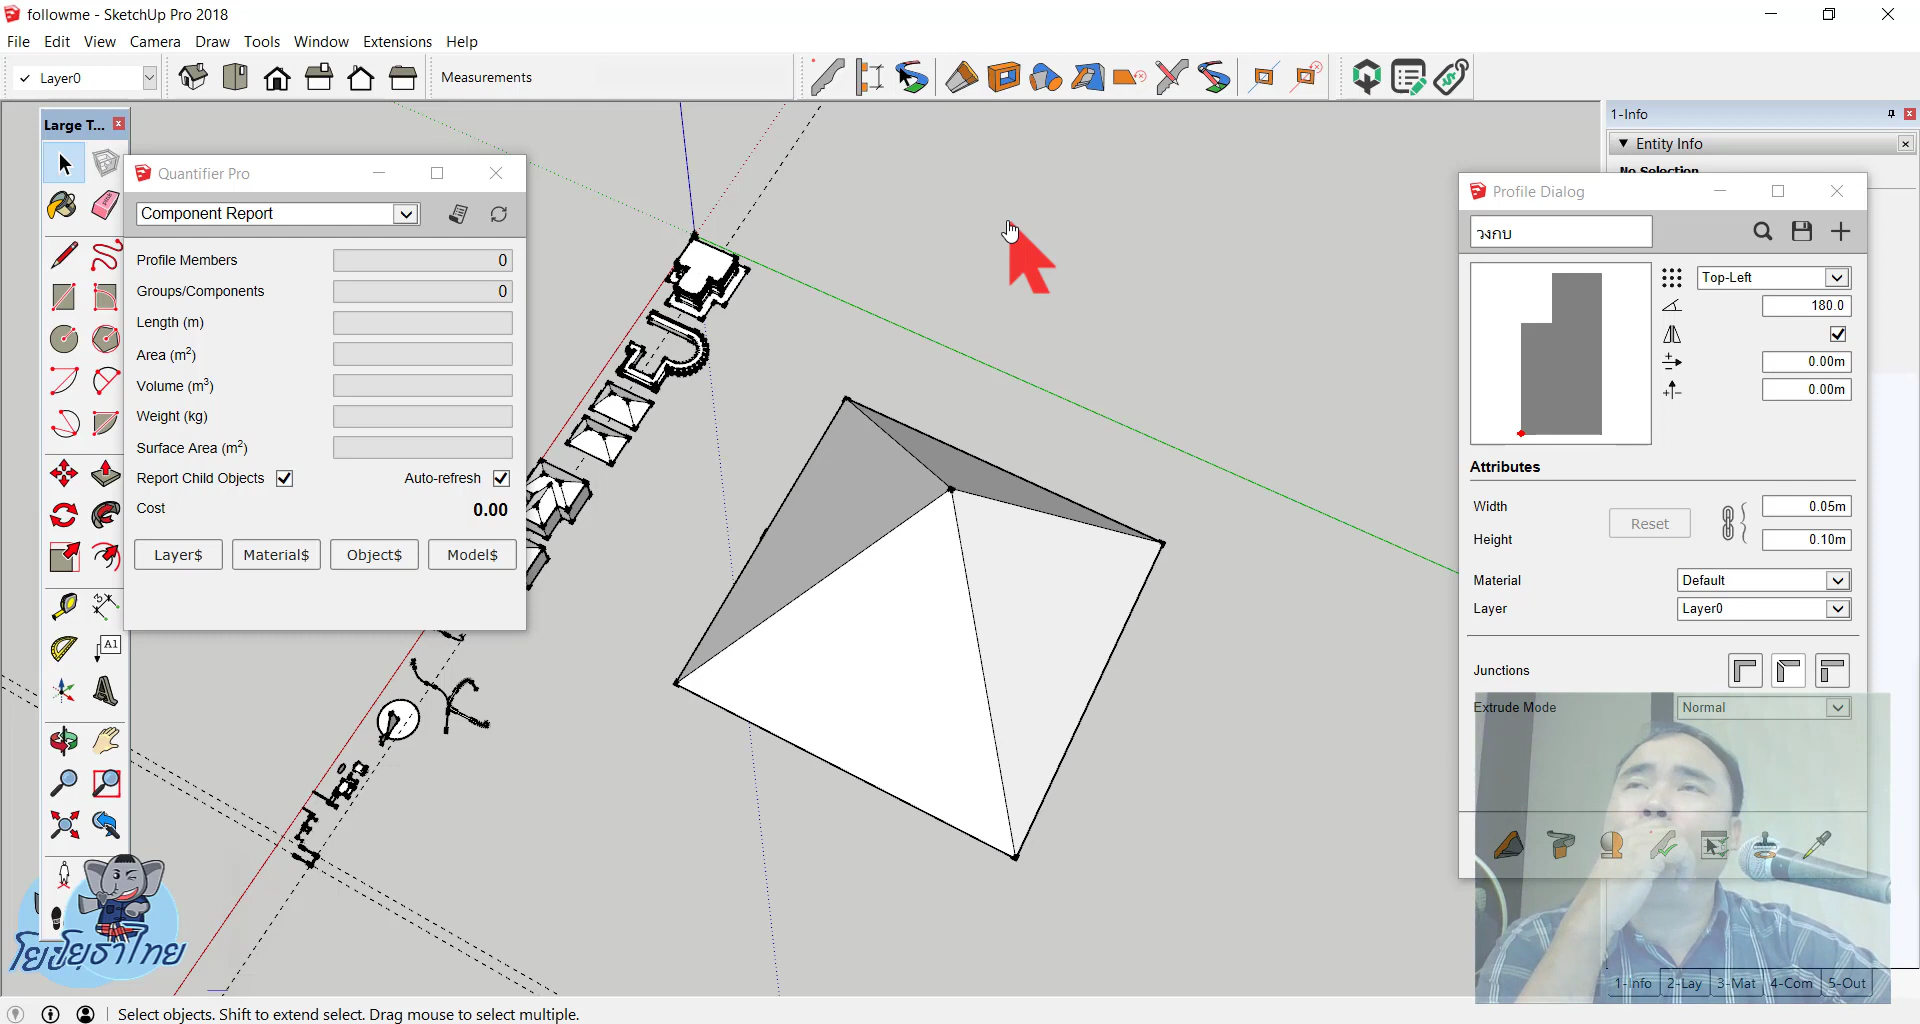 followme - SketchUp Pro 2018
File Edit View Camera Draw Tools Window Extensions Help
Layer0
Measurements
Large T...
1-Info
Entity Info
No Selection
Quantifier Pro
Component Report
Profile Members 0
Groups/Components 0
Length (m)
Area (m²)
Volume (m³)
Weight (kg)
Surface Area (m²)
Report Child Objects
Auto-refresh
Cost 0.00
Layer$ Material$ Object$ Model$
Profile Dialog
วงกบ
Top-Left
180.0
0.00m
0.00m
Attributes
Width 0.05m
Reset
Height 0.10m
Material Default
Layer Layer0
Junctions
Extrude Mode Normal
A1
โยธาไทย
1-Info 2-Lay 3-Mat 4-Com 5-Out
Select objects. Shift to extend select. Drag mouse to select multiple.